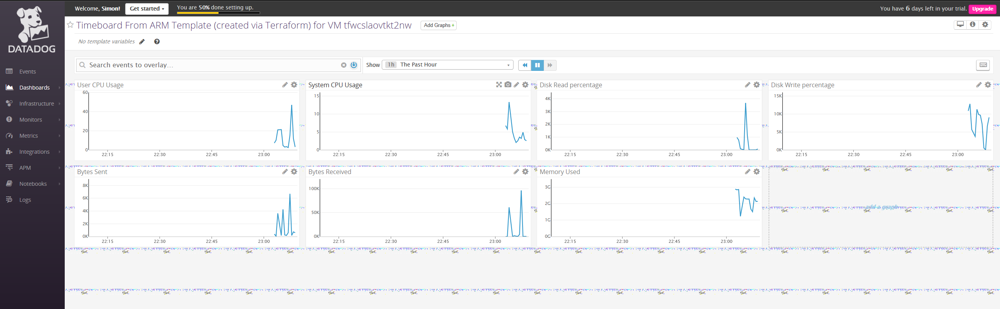 Welcome, Simon! Get started You are 50% done setting up. You have 6 days left in your trial. Upgrade
DATADOG
Timeboard From ARM Template (created via Terraform) for VM tfwcslaovtkt2nw Add Graphs +
No template variables
Search events to overlay... Show 1h The Past Hour
Events
Dashboards
Infrastructure
Monitors
Metrics
Integrations
APM
Notebooks
Logs
User CPU Usage
60
40
20
0
22:15 22:30 22:45 23:00
System CPU Usage
15
10
5
0
22:15 22:30 22:45 23:00
Disk Read percentage
4K
3K
2K
1K
0K
22:15 22:30 22:45 23:00
Disk Write percentage
15K
10K
5K
0K
22:15 22:30 22:45 23:00
Bytes Sent
8K
6K
4K
2K
0K
22:15 22:30 22:45 23:00
Bytes Received
100K
50K
0K
22:15 22:30 22:45 23:00
Memory Used
3G
2G
1G
0G
22:15 22:30 22:45 23:00
add a graph